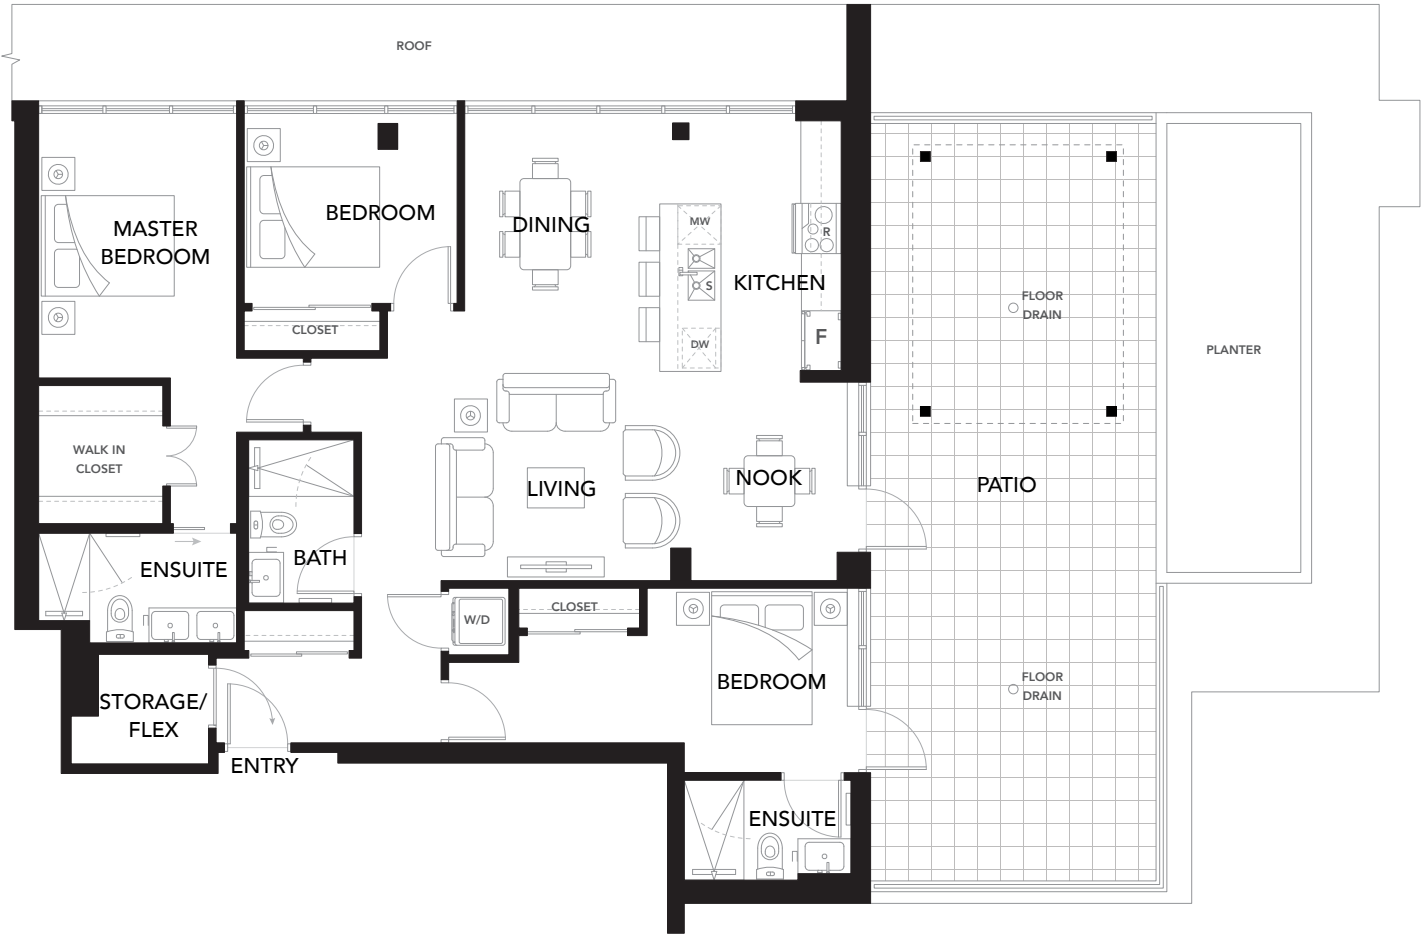 ROOF
MASTER
BEDROOM
BEDROOM
DINING
MW
R
S
KITCHEN
FLOOR
DRAIN
CLOSET
DW
F
PLANTER
WALK IN
CLOSET
LIVING
NOOK
PATIO
ENSUITE
BATH
W/D
CLOSET
STORAGE/
FLEX
BEDROOM
FLOOR
DRAIN
ENTRY
ENSUITE